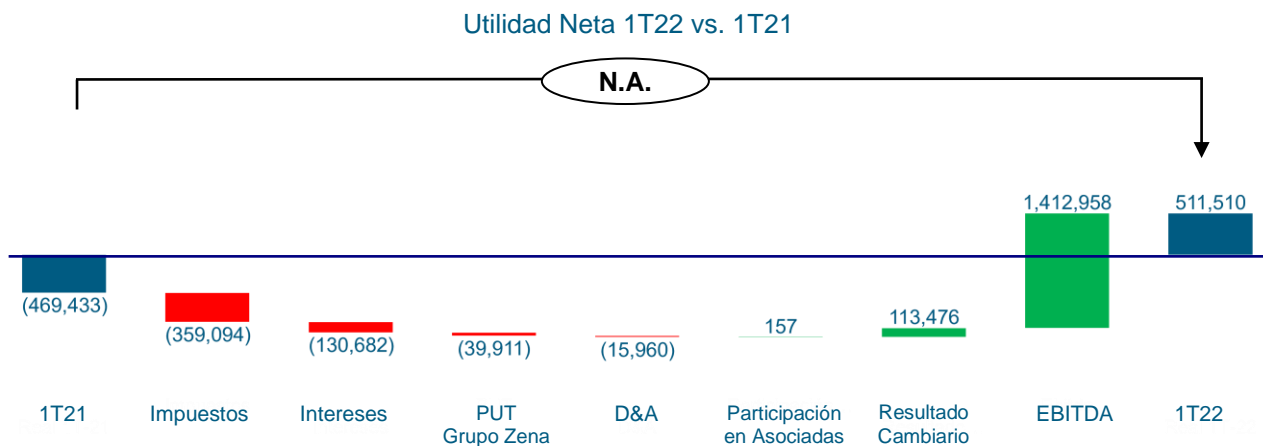 Utilidad Neta 1T22 vs. 1T21
N.A.
1,412,958
511,510
(469,433)
(359,094)
(130,682)
(39,911)
(15,960)
157
113,476
1T21
Impuestos
Intereses
PUT
Grupo Zena
D&A
Participación
en Asociadas
Resultado
Cambiario
EBITDA
1T22